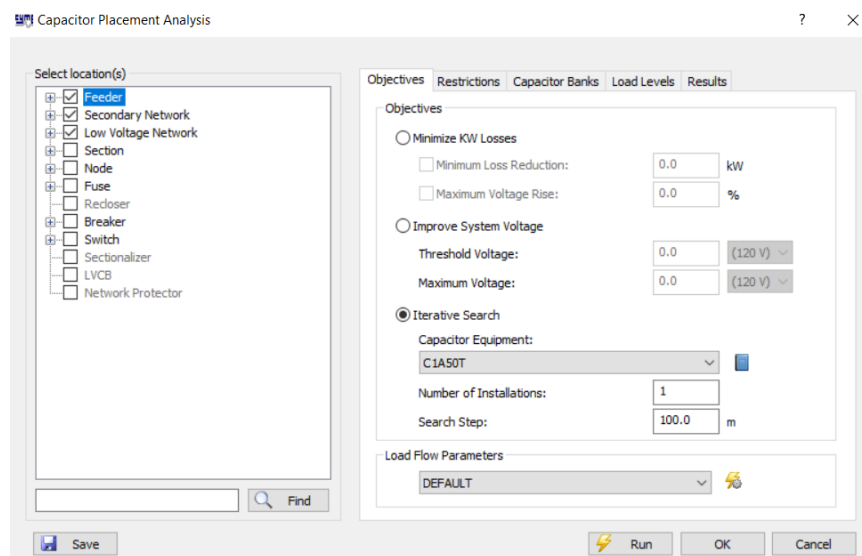 Capacitor Placement Analysis
?
Select location(s)
Feeder
Secondary Network
Low Voltage Network
Section
Node
Fuse
Recloser
Breaker
Switch
Sectionalizer
LVCB
Network Protector
Find
Save
Objectives Restrictions Capacitor Banks Load Levels Results
Objectives
Minimize KW Losses
Minimum Loss Reduction: 0.0 kW
Maximum Voltage Rise: 0.0 %
Improve System Voltage
Threshold Voltage: 0.0 (120 V)
Maximum Voltage: 0.0 (120 V)
Iterative Search
Capacitor Equipment:
C1A50T
Number of Installations: 1
Search Step: 100.0 m
Load Flow Parameters
DEFAULT
Run OK Cancel